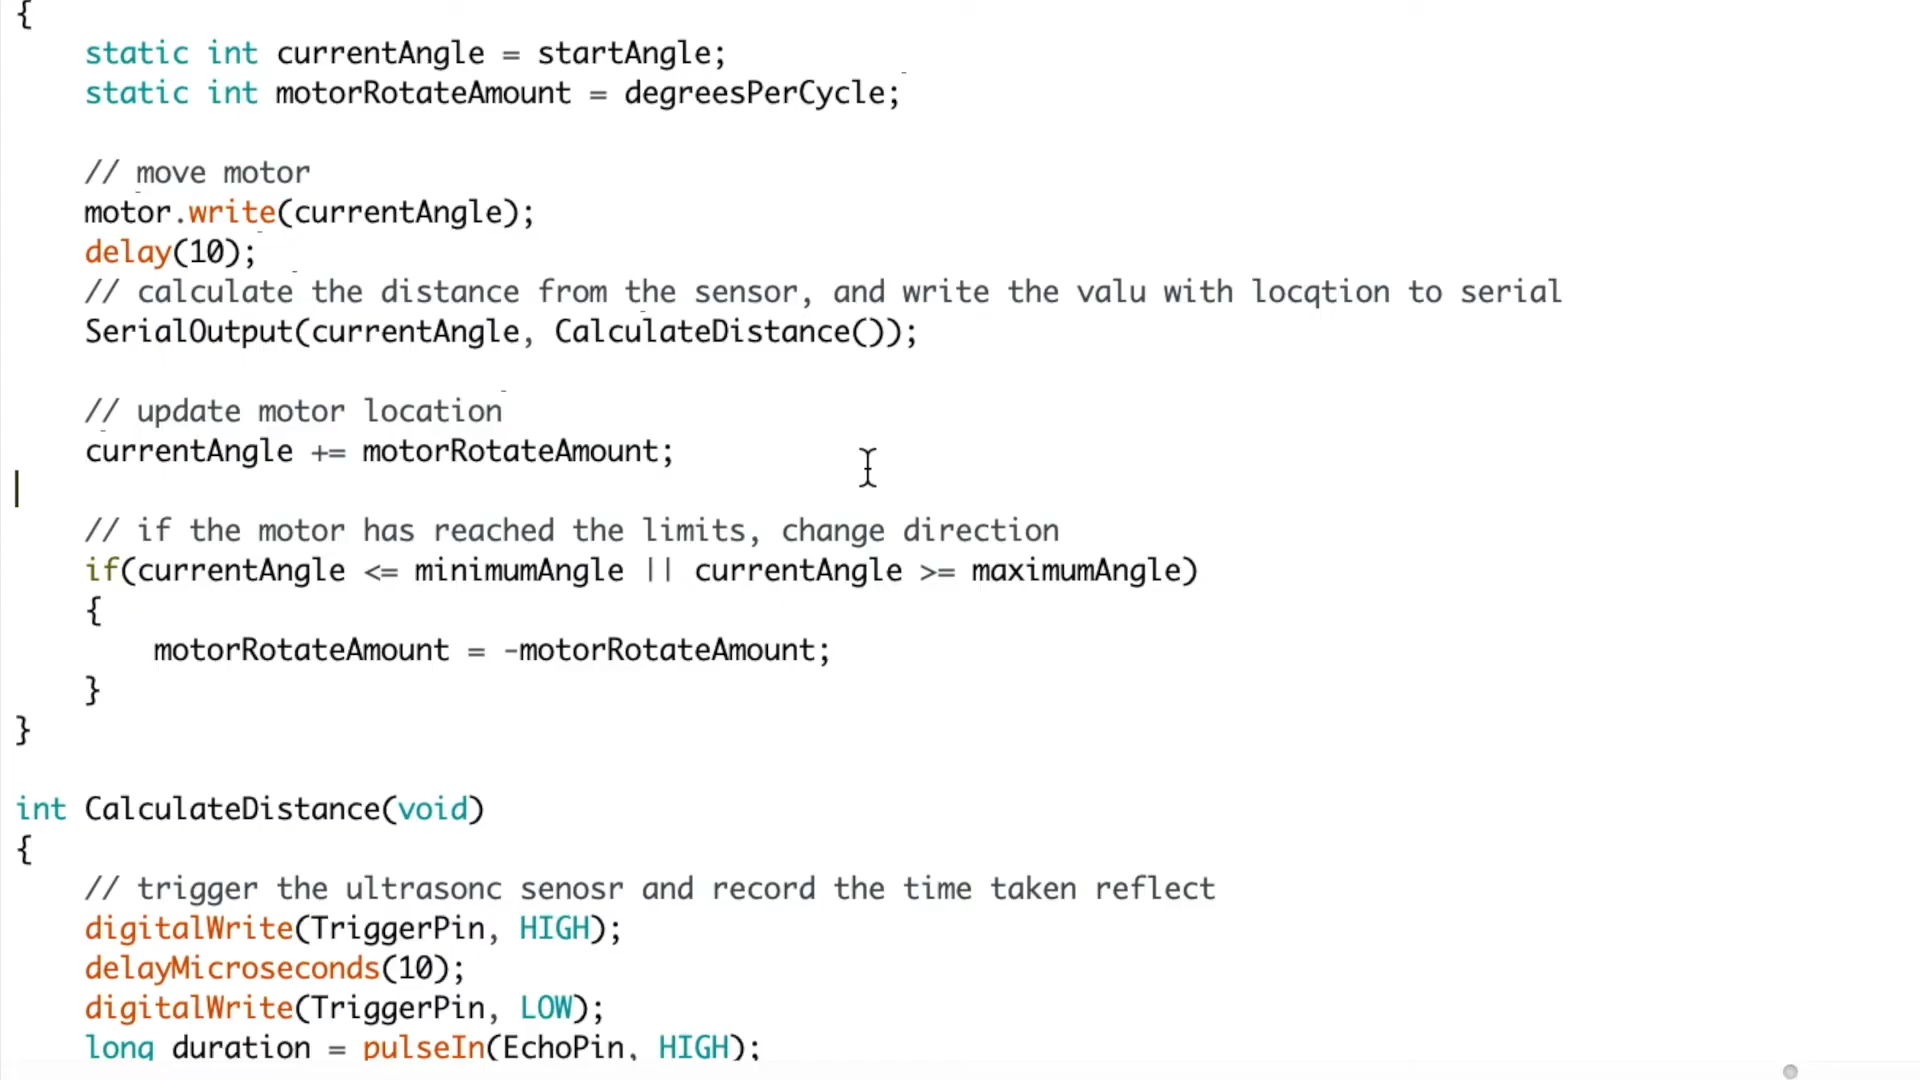 {
    static int currentAngle = startAngle;
    static int motorRotateAmount = degreesPerCycle;

    // move motor
    motor.write(currentAngle);
    delay(10);
    // calculate the distance from the sensor, and write the valu with locqtion to serial
    SerialOutput(currentAngle, CalculateDistance());

    // update motor location
    currentAngle += motorRotateAmount;

    // if the motor has reached the limits, change direction
    if(currentAngle <= minimumAngle || currentAngle >= maximumAngle)
    {
        motorRotateAmount = -motorRotateAmount;
    }
}

int CalculateDistance(void)
{
    // trigger the ultrasonc senosr and record the time taken reflect
    digitalWrite(TriggerPin, HIGH);
    delayMicroseconds(10);
    digitalWrite(TriggerPin, LOW);
    long duration = pulseIn(EchoPin, HIGH);